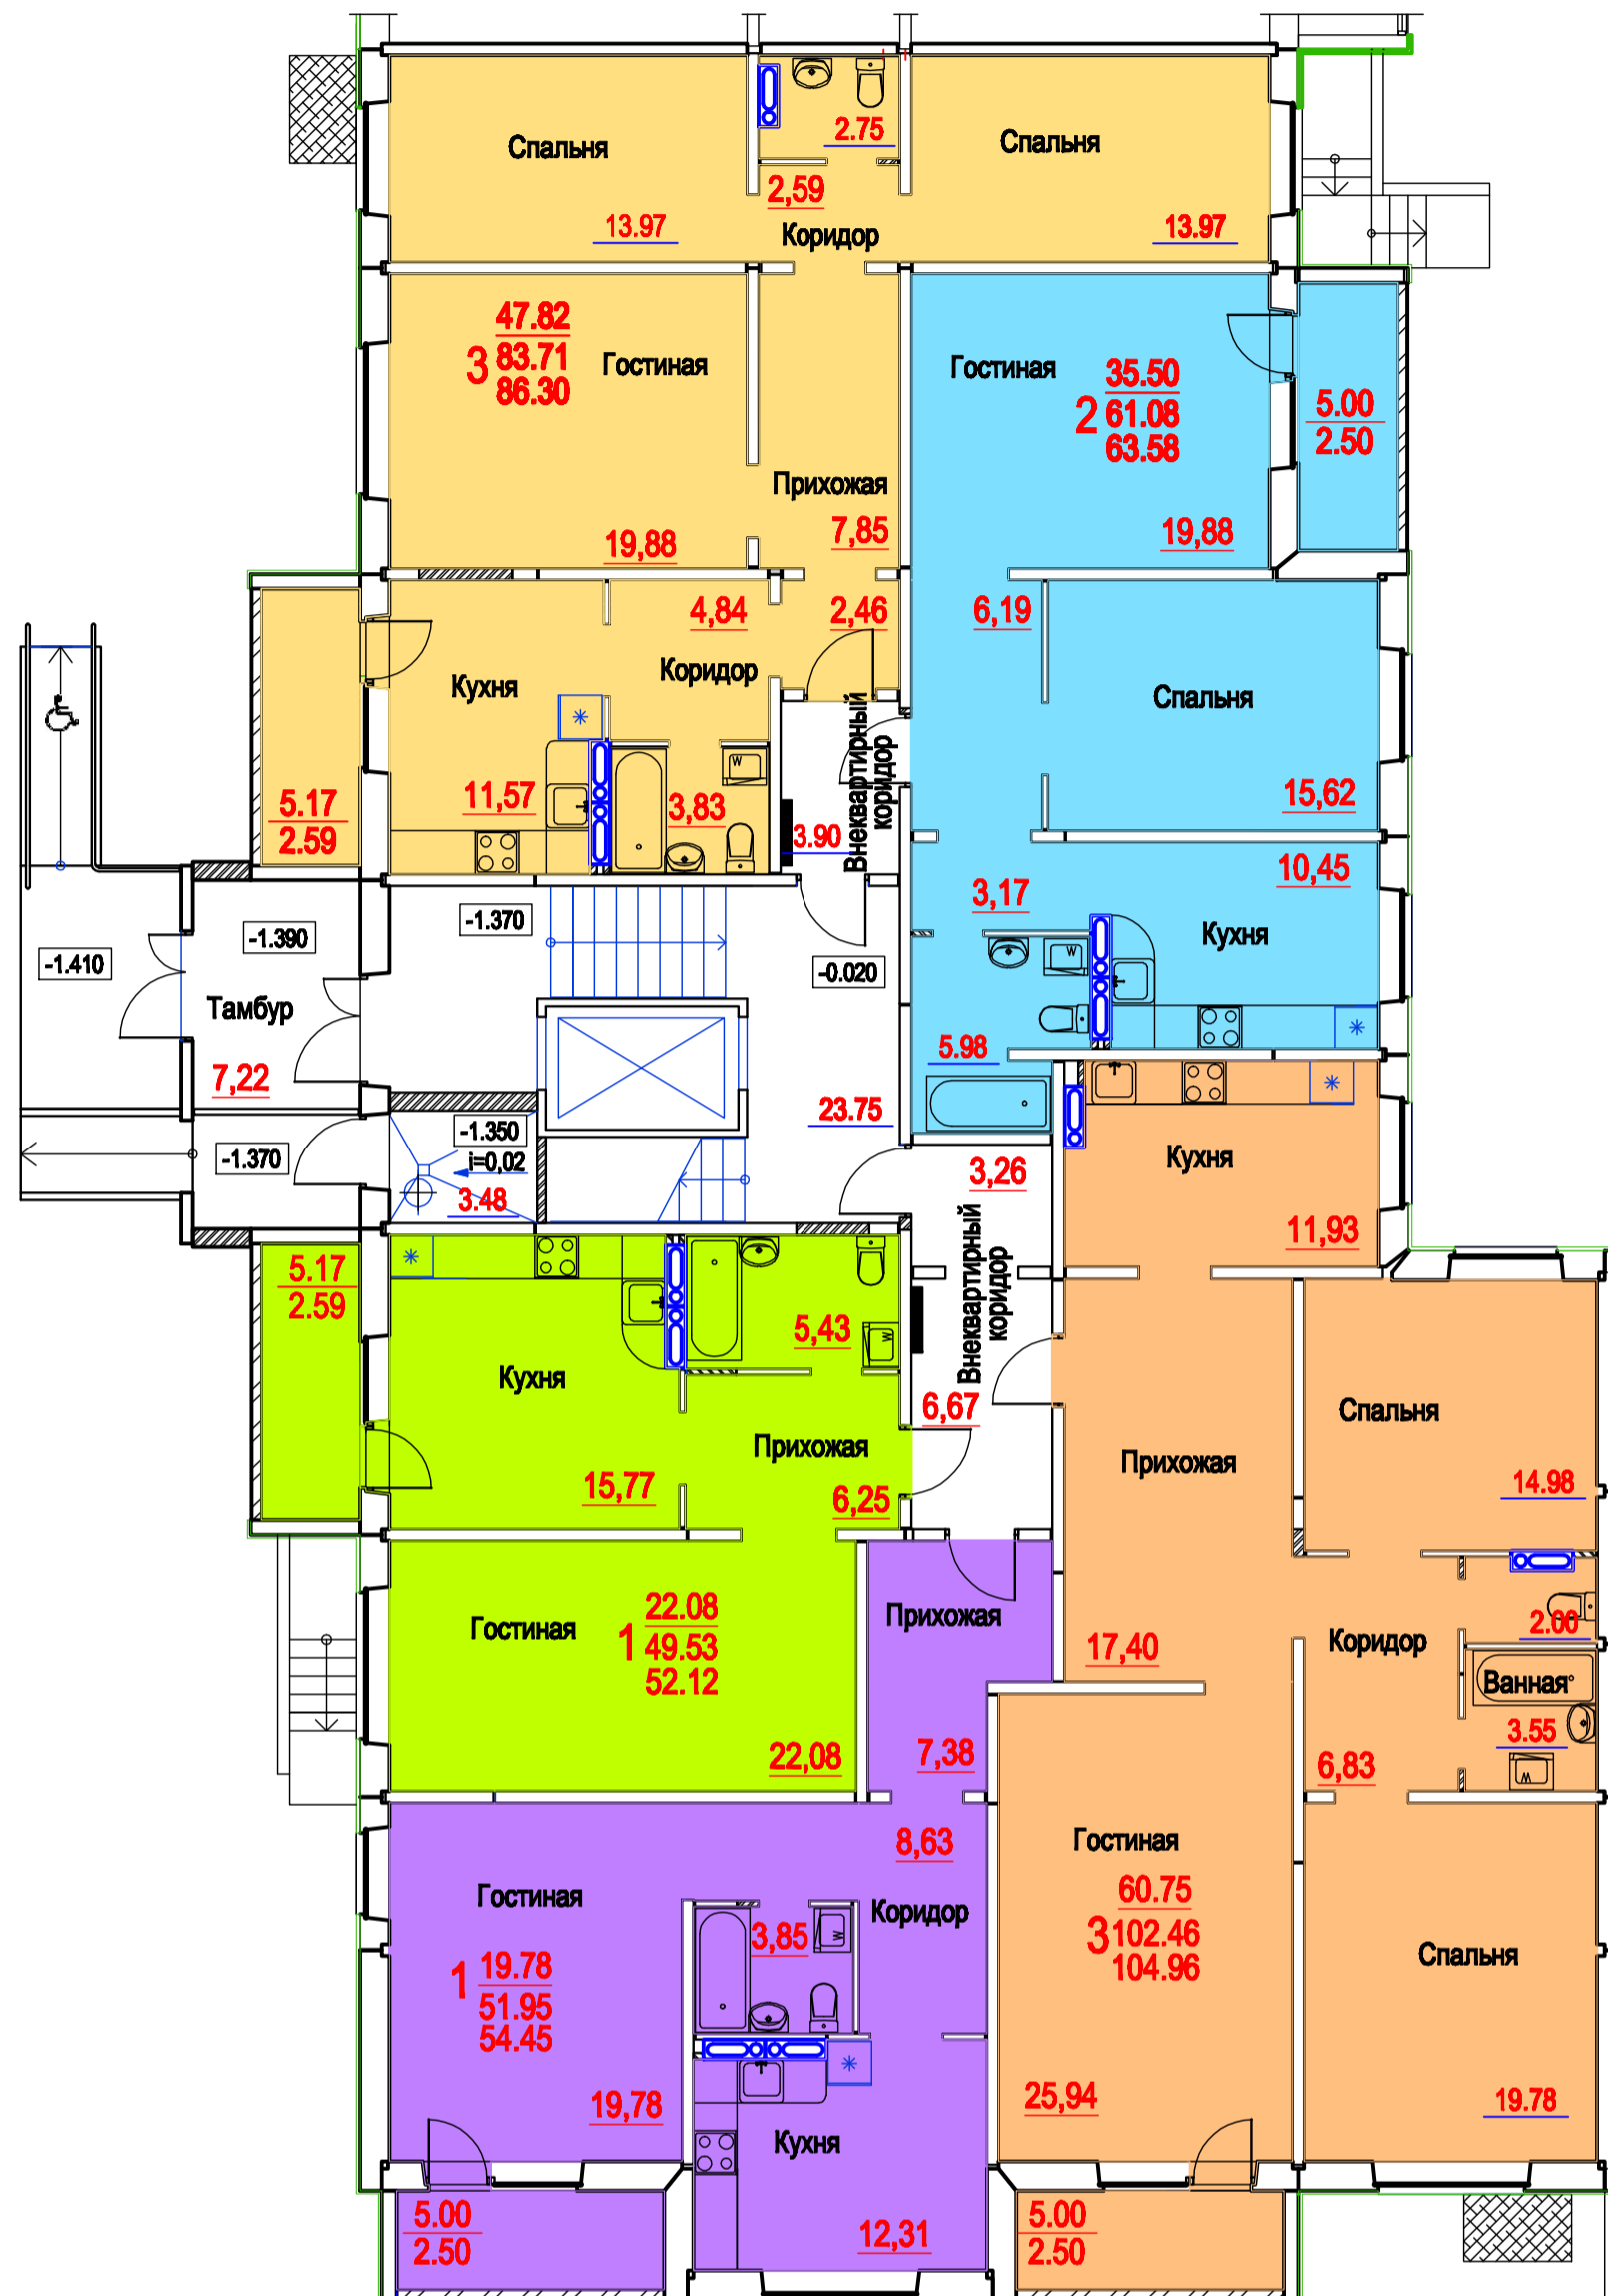 Спальня
13.97
2.75
2,59
Коридор
Спальня
13.97
47.82
3 83.71
86.30
Гостиная
19,88
Прихожая
7,85
Гостиная
35.50
2 61.08
63.58
19,88
5.00
2.50
4,84
2,46
Коридор
Кухня
11,57
3,83
5.17
2.59
3.90
Внеквартирный
коридор
6,19
Спальня
15,62
10,45
3,17
Кухня
5.98
-1.370
-1.390
-1.410
Тамбур
7,22
-0.020
23.75
-1.350
i=0,02
3.48
-1.370
3,26
Внеквартирный
коридор
6,67
Кухня
11,93
5.17
2.59
Кухня
15,77
5,43
Прихожая
6,25
Гостиная
22.08
1 49.53
52.12
22,08
Прихожая
17,40
Спальня
14.98
Коридор
2.00
Ванная
3.55
6,83
Прихожая
7,38
8,63
Коридор
Гостиная
1 19.78
51.95
54.45
19,78
3,85
Кухня
12,31
5.00
2.50
Гостиная
60.75
3 102.46
104.96
25,94
Спальня
19.78
5.00
2.50
W
W
W
W
W